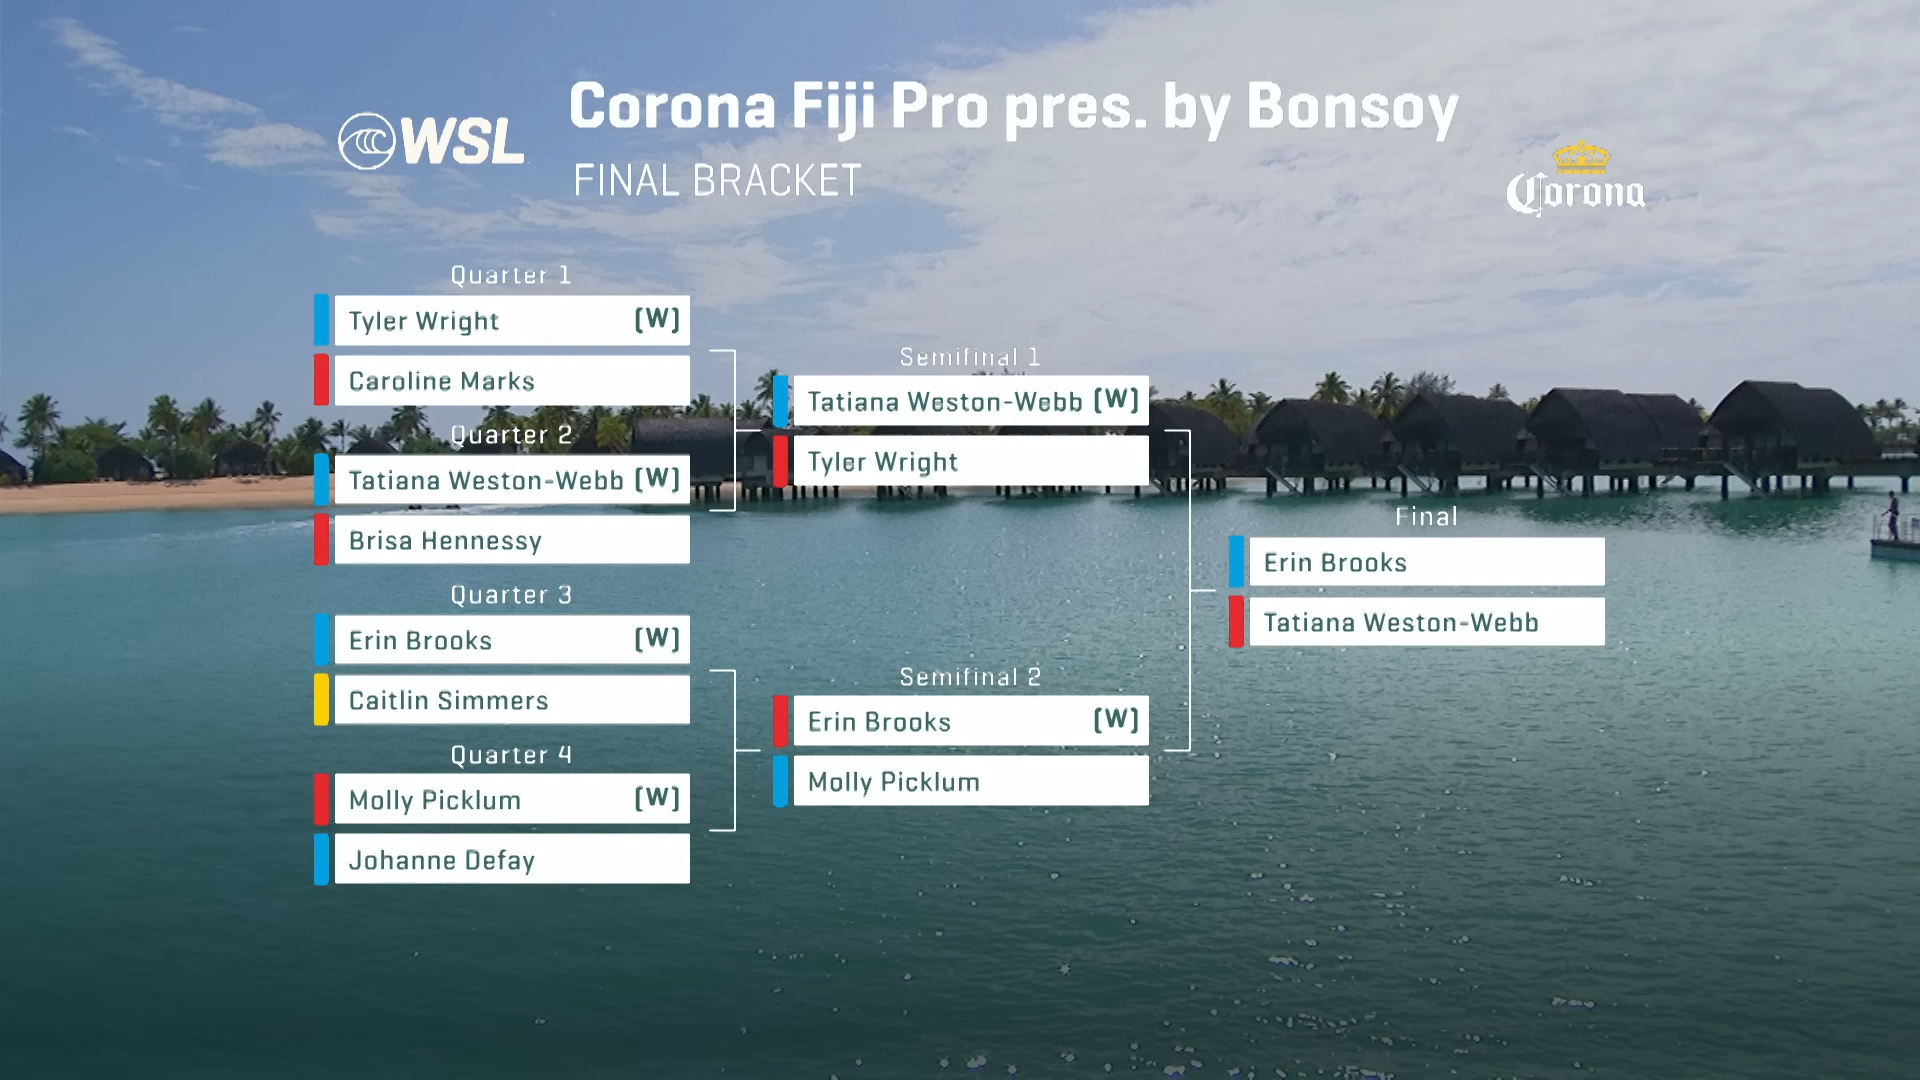 WSL
Corona Fiji Pro pres. by Bonsoy
FINAL BRACKET
Corona
Quarter 1
Tyler Wright (W)
Caroline Marks
Quarter 2
Tatiana Weston-Webb (W)
Brisa Hennessy
Quarter 3
Erin Brooks (W)
Caitlin Simmers
Quarter 4
Molly Picklum (W)
Johanne Defay
Semifinal 1
Tatiana Weston-Webb (W)
Tyler Wright
Semifinal 2
Erin Brooks (W)
Molly Picklum
Final
Erin Brooks
Tatiana Weston-Webb